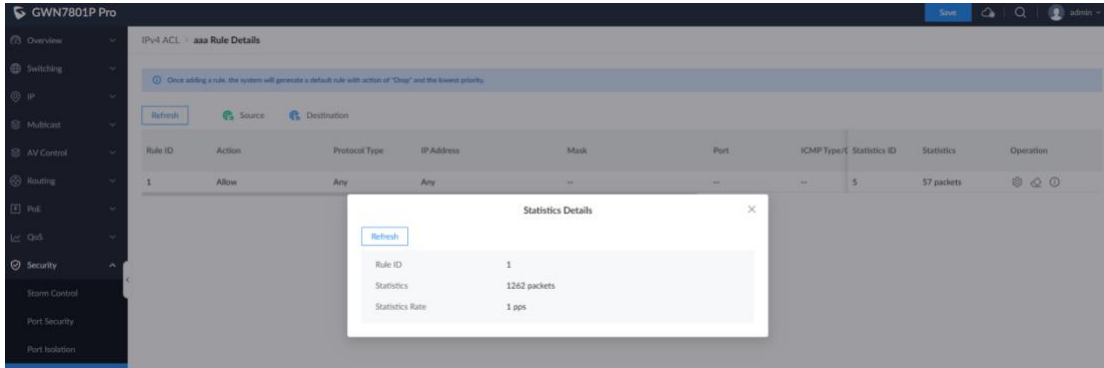 GWN7801P Pro
Save
admin
Overview
Switching
IP
Multicast
AV Control
Routing
PoE
QoS
Security
Storm Control
Port Security
Port Isolation
IPv4 ACL > aaa Rule Details
Once adding a rule, the system will generate a default rule with action of "Drop" and the lowest priority.
Refresh Source Destination
Rule ID Action Protocol Type IP Address Mask Port ICMP Type/C Statistics ID Statistics Operation
1 Allow Any Any -- -- -- 5 57 packets
Statistics Details
Refresh
Rule ID 1
Statistics 1262 packets
Statistics Rate 1 pps